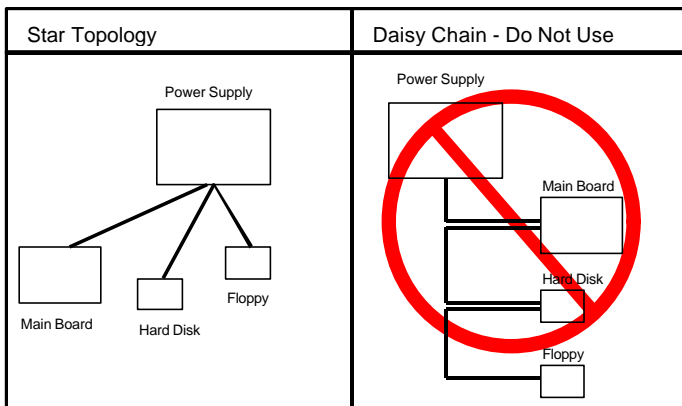 Star Topology
Daisy Chain - Do Not Use
Power Supply
Main Board
Hard Disk
Floppy
Power Supply
Main Board
Hard Disk
Floppy